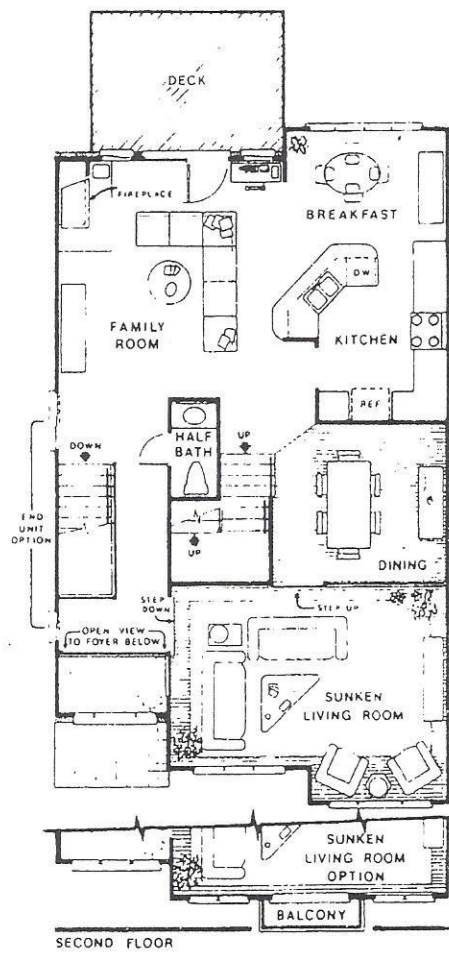 DECK
FIREPLACE
BREAKFAST
DW
FAMILY
ROOM
KITCHEN
REF
HALF
BATH
UP
DOWN
UP
END
UNIT
OPTION
DINING
STEP
DOWN
STEP UP
OPEN VIEW
TO FOYER BELOW
SUNKEN
LIVING ROOM
SUNKEN
LIVING ROOM
OPTION
BALCONY
SECOND FLOOR